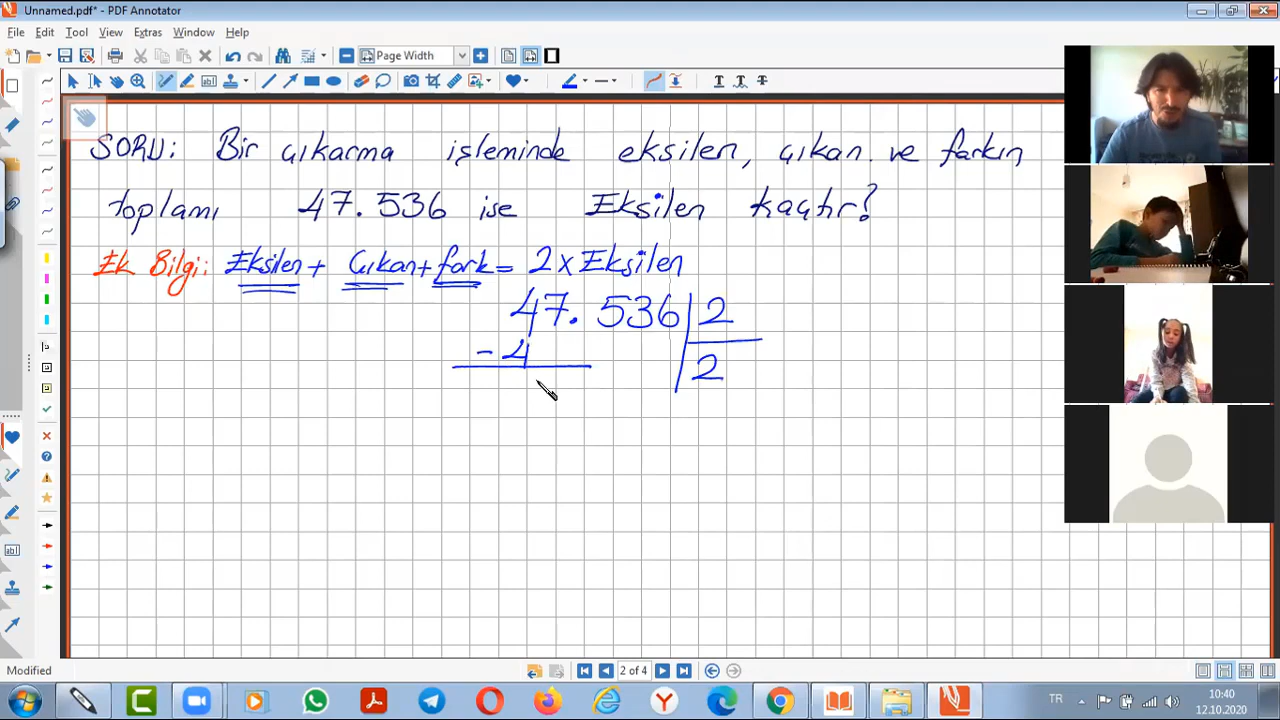 Unnamed.pdf* - PDF Annotator
File Edit Tool View Extras Window Help
Page Width
SORU: Bir çıkarma işleminde eksilen, çıkan ve farkın
toplamı 47.536 ise Eksilen kaçtır?
Ek Bilgi: Eksilen + Çıkan + fark = 2 x Eksilen
47.536 2
- 4 2
Modified 2 of 4
TR 10:40
12.10.2020